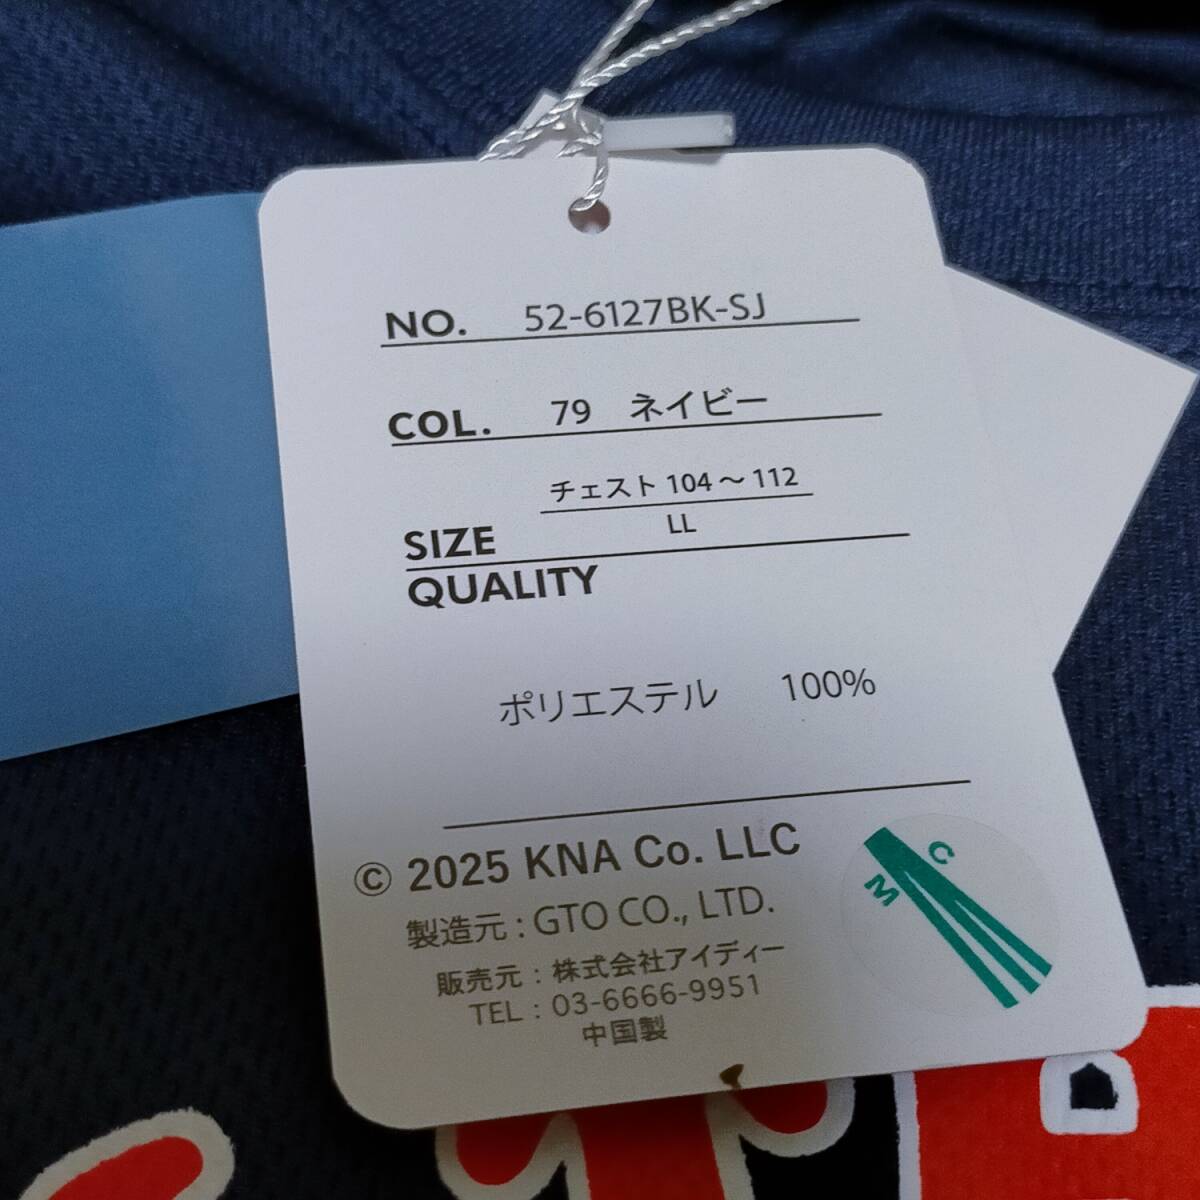 NO. 52-6127BK-SJ
COL. 79 ネイビー
チェスト 104～112
SIZE LL
QUALITY
ポリエステル 100%
© 2025 KNA Co. LLC
製造元 : GTO CO., LTD.
販売元 : 株式会社アイディー
TEL : 03-6666-9951
中国製
M C